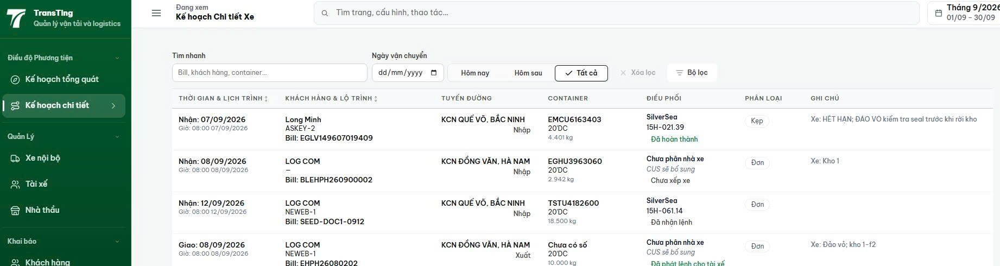 TransTing
Quản lý vận tải và logistics
Điều độ Phương tiện
Kế hoạch tổng quát
Kế hoạch chi tiết
Quản Lý
Xe nội bộ
Tài xế
Nhà thầu
Khai báo
Khách hàng
Đang xem
Kế hoạch Chi tiết Xe
Tìm trang, cấu hình, thao tác...
Tháng 9/2026
01/09 - 30/09
Tìm nhanh
Ngày vận chuyển
Bill, khách hàng, container...
dd/mm/yyyy
Hôm nay
Hôm sau
Tất cả
Xóa lọc
Bộ lọc
THỜI GIAN & LỊCH TRÌNH
KHÁCH HÀNG & LỘ TRÌNH
TUYẾN ĐƯỜNG
CONTAINER
ĐIỀU PHỐI
PHÂN LOẠI
GHI CHÚ
Nhận: 07/09/2026
Giờ: 08:00 07/09/2026
Long Minh
ASKEY-2
Bill: EGLV149607019409
KCN QUẾ VÕ, BẮC NINH
Nhập
EMCU6163403
20'DC
4.401 kg
SilverSea
15H-021.39
Đã hoàn thành
Kẹp
Xe: HẾT HẠN; ĐẢO VỎ kiểm tra seal trước khi rời kho
Nhận: 08/09/2026
Giờ: 08:00 08/09/2026
LOG COM
—
Bill: BLEHPH260900002
KCN ĐỒNG VĂN, HÀ NAM
Nhập
EGHU3963060
20'DC
2.942 kg
Chưa phân nhà xe
CUS sẽ bổ sung
Chưa xếp xe
Đơn
Xe: Kho 1
Nhận: 12/09/2026
Giờ: 08:00 12/09/2026
LOG COM
NEWEB-1
Bill: SEED-DOC1-0912
KCN QUẾ VÕ, BẮC NINH
Nhập
TSTU4182600
20'DC
18.500 kg
SilverSea
15H-061.14
Đã nhận lệnh
Đơn
Giao: 08/09/2026
Giờ: 08:00 08/09/2026
LOG COM
NEWEB-1
Bill: EHPH26080202
KCN ĐỒNG VĂN, HÀ NAM
Xuất
Chưa có số
20'DC
10.000 kg
Chưa phân nhà xe
CUS sẽ bổ sung
Đã phát lệnh cho tài xế
Đơn
Xe: Đảo vỏ; kho 1-f2